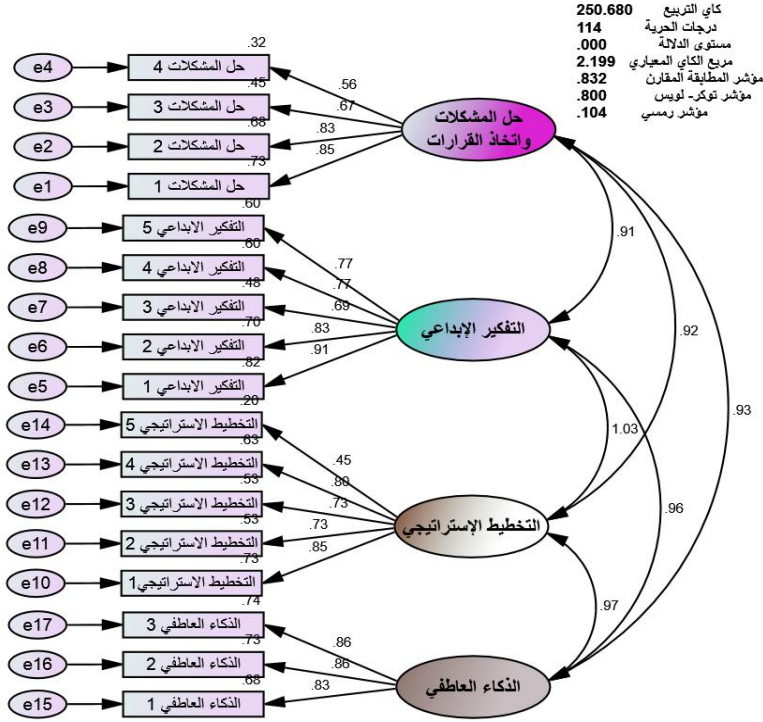 كاي التربيع 250.680
درجات الحرية 114
مستوى الدلالة .000
مربع الكاي المعياري 2.199
مؤشر المطابقة المقارن .832
مؤشر توكر- لويس .800
مؤشر رمسي .104
.32
e4 حل المشكلات 4 .56
.45
e3 حل المشكلات 3 .67
.68
e2 حل المشكلات 2 .83
.73
e1 حل المشكلات 1 .85
حل المشكلات
واتخاذ القرارات
.60
e9 التفكير الابداعي 5 .77
.60
e8 التفكير الابداعي 4 .77
.48
e7 التفكير الابداعي 3 .69
.70
e6 التفكير الابداعي 2 .83
.82
e5 التفكير الابداعي 1 .91
التفكير الإبداعي
.20
e14 التخطيط الاستراتيجي 5 .45
.63
e13 التخطيط الاستراتيجي 4 .80
.53
e12 التخطيط الاستراتيجي 3 .73
.53
e11 التخطيط الاستراتيجي 2 .73
.73
e10 التخطيط الاستراتيجي1 .85
التخطيط الإستراتيجي
.74
e17 الذكاء العاطفي 3 .86
.73
e16 الذكاء العاطفي 2 .86
.68
e15 الذكاء العاطفي 1 .83
الذكاء العاطفي
.91
.92
.93
1.03
.96
.97